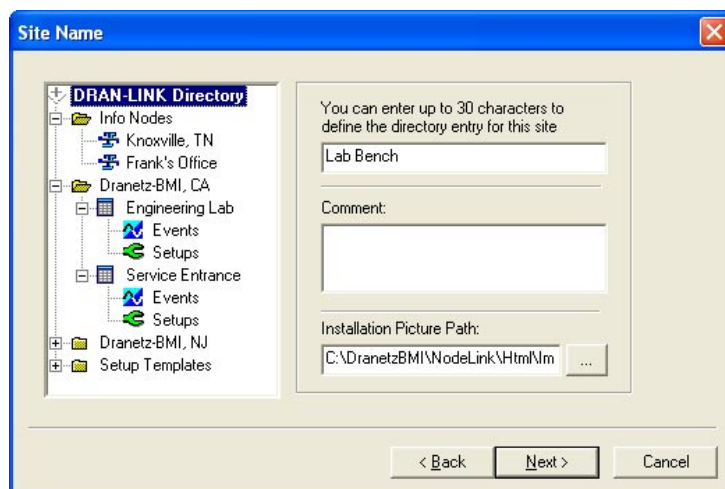 Site Name
DRAN-LINK Directory
Info Nodes
Knoxville, TN
Frank's Office
Dranetz-BMI, CA
Engineering Lab
Events
Setups
Service Entrance
Events
Setups
Dranetz-BMI, NJ
Setup Templates
You can enter up to 30 characters to
define the directory entry for this site
Lab Bench
Comment:
Installation Picture Path:
C:\DranetzBMI\NodeLink\Html\Im
...
< Back
Next >
Cancel